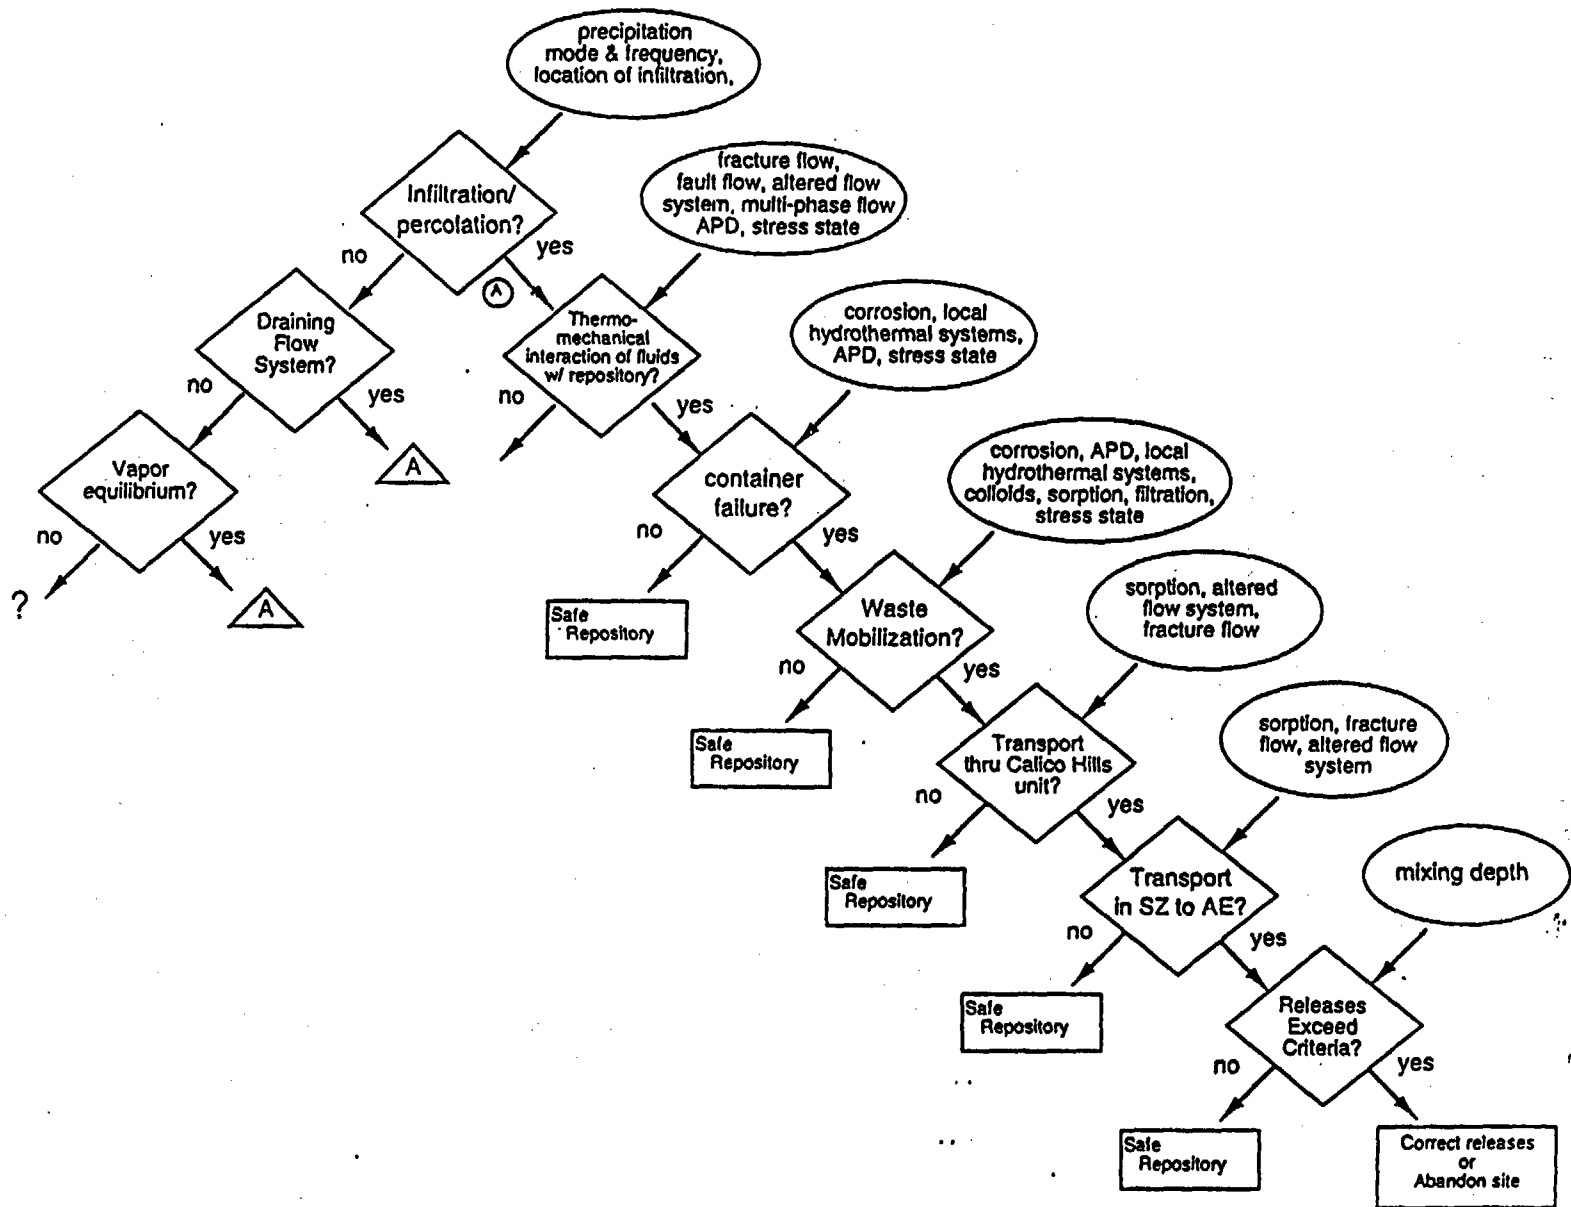 precipitation
mode & frequency,
location of infiltration,
Infiltration/
percolation?
no
yes
A
fracture flow,
fault flow, altered flow
system, multi-phase flow
APD, stress state
Draining
Flow
System?
no
yes
A
Thermo-
mechanical
interaction of fluids
w/ repository?
no
yes
corrosion, local
hydrothermal systems,
APD, stress state
Vapor
equilibrium?
no
yes
?
A
container
failure?
no
yes
Safe
Repository
corrosion, APD, local
hydrothermal systems,
colloids, sorption, filtration,
stress state
Waste
Mobilization?
no
yes
Safe
Repository
sorption, altered
flow system,
fracture flow
Transport
thru Calico Hills
unit?
no
yes
Safe
Repository
sorption, fracture
flow, altered flow
system
Transport
in SZ to AE?
no
yes
Safe
Repository
mixing depth
Releases
Exceed
Criteria?
no
yes
Safe
Repository
Correct releases
or
Abandon site